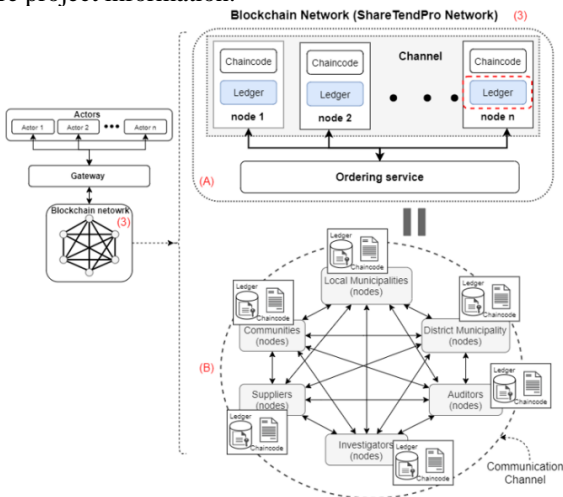 re project information.
Blockchain Network (ShareTendPro Network) (3)
Chaincode
Ledger
node 1
Chaincode
Ledger
node 2
Channel
Chaincode
Ledger
node n
(A)
Ordering service
Actors
Actor 1
Actor 2
Actor n
Gateway
Blockchain netowrk
(3)
(B)
Ledger
Chaincode
Local Municipalities
(nodes)
Ledger
Chaincode
Communities
(nodes)
Ledger
Chaincode
District Municipality
(nodes)
Suppliers
(nodes)
Ledger
Chaincode
Auditors
(nodes)
Ledger
Chaincode
Investigators
(nodes)
Ledger
Chaincode
Communication
Channel